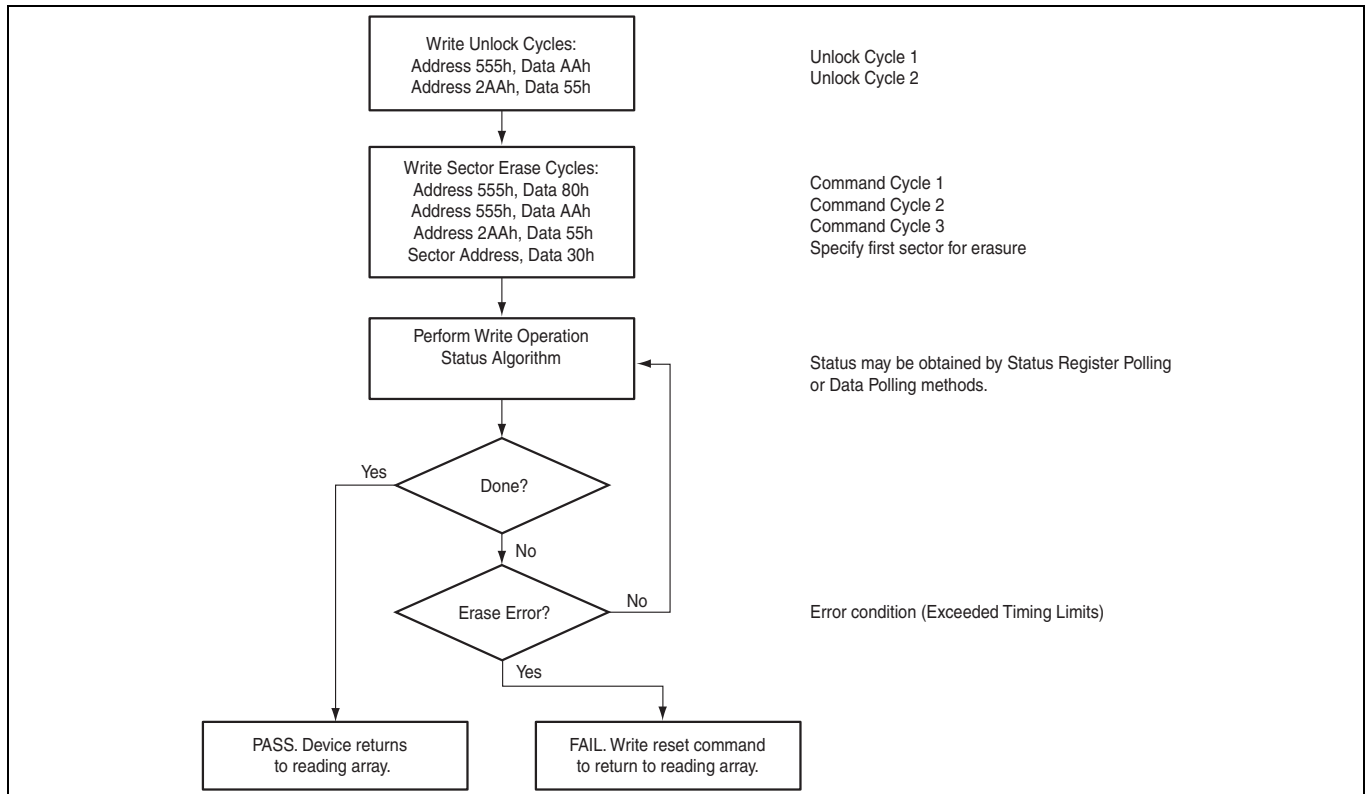 Write Unlock Cycles:
Address 555h, Data AAh
Address 2AAh, Data 55h
Unlock Cycle 1
Unlock Cycle 2
Write Sector Erase Cycles:
Address 555h, Data 80h
Address 555h, Data AAh
Address 2AAh, Data 55h
Sector Address, Data 30h
Command Cycle 1
Command Cycle 2
Command Cycle 3
Specify first sector for erasure
Perform Write Operation
Status Algorithm
Status may be obtained by Status Register Polling
or Data Polling methods.
Yes
Done?
No
Erase Error?
No
Error condition (Exceeded Timing Limits)
Yes
PASS. Device returns
to reading array.
FAIL. Write reset command
to return to reading array.